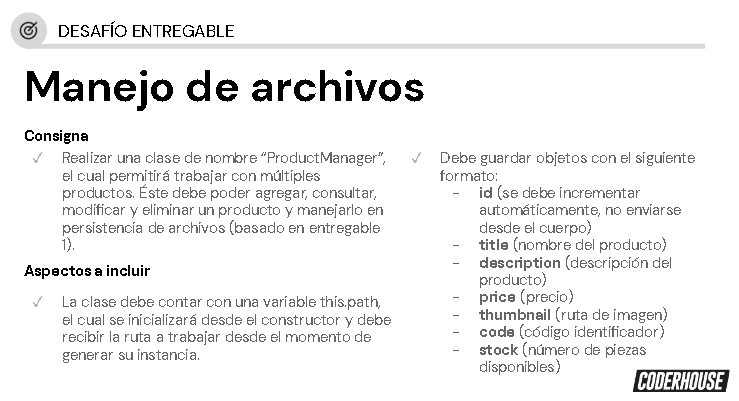 DESAFÍO ENTREGABLE
Manejo de archivos
Consigna
✓ Realizar una clase de nombre “ProductManager”,
el cual permitirá trabajar con múltiples
productos. Éste debe poder agregar, consultar,
modificar y eliminar un producto y manejarlo en
persistencia de archivos (basado en entregable
1).
Aspectos a incluir
✓ La clase debe contar con una variable this.path,
el cual se inicializará desde el constructor y debe
recibir la ruta a trabajar desde el momento de
generar su instancia.
✓ Debe guardar objetos con el siguiente
formato:
- id (se debe incrementar
automáticamente, no enviarse
desde el cuerpo)
- title (nombre del producto)
- description (descripción del
producto)
- price (precio)
- thumbnail (ruta de imagen)
- code (código identificador)
- stock (número de piezas
disponibles)
CODERHOUSE